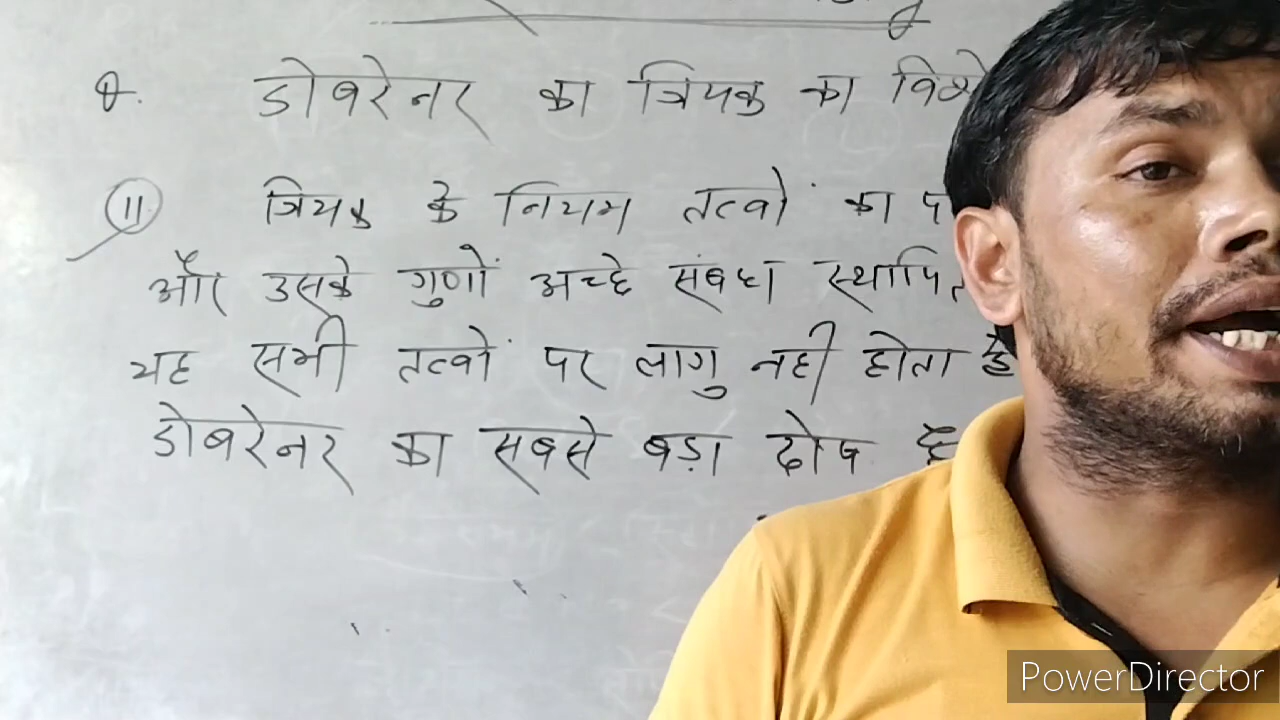 Q. डोबरेनर का त्रियक का
11 त्रियक के नियम तत्वों का
और उसके गुणों अच्छे संबंध
यह सभी तत्वों पर लागु नही होता है
डोबरेनर का सबसे बड़ा दोष है
PowerDirector